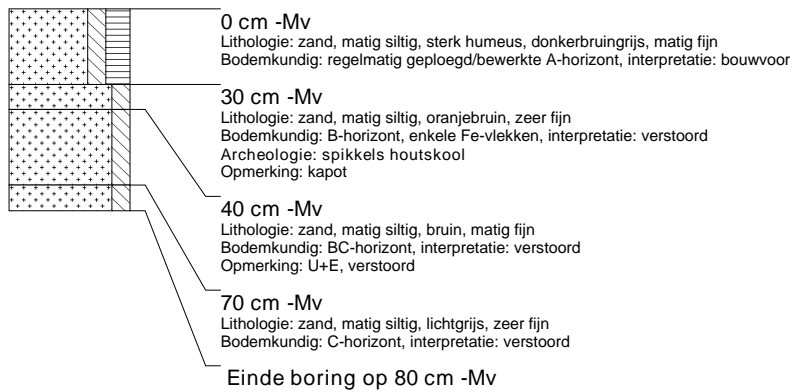 0 cm -Mv
Lithologie: zand, matig siltig, sterk humeus, donkerbruingrijs, matig fijn
Bodemkundig: regelmatig geploegd/bewerkte A-horizont, interpretatie: bouwvoor
30 cm -Mv
Lithologie: zand, matig siltig, oranjebruin, zeer fijn
Bodemkundig: B-horizont, enkele Fe-vlekken, interpretatie: verstoord
Archeologie: spikkels houtskool
Opmerking: kapot
40 cm -Mv
Lithologie: zand, matig siltig, bruin, matig fijn
Bodemkundig: BC-horizont, interpretatie: verstoord
Opmerking: U+E, verstoord
70 cm -Mv
Lithologie: zand, matig siltig, lichtgrijs, zeer fijn
Bodemkundig: C-horizont, interpretatie: verstoord
Einde boring op 80 cm -Mv